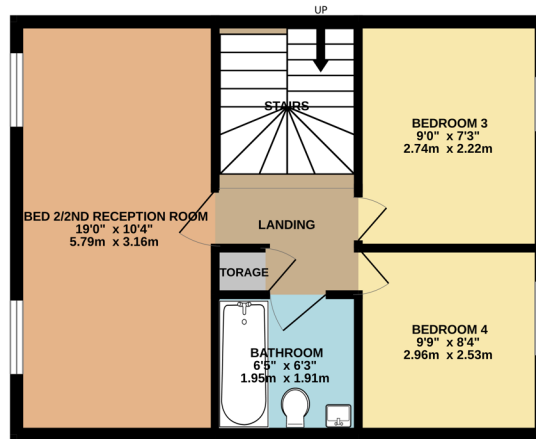 UP
STAIRS
BEDROOM 3
9'0" x 7'3"
2.74m x 2.22m
BED 2/2ND RECEPTION ROOM
19'0" x 10'4"
5.79m x 3.16m
LANDING
TORAGE
BATHROOM
6'5" x 6'3"
1.95m x 1.91m
BEDROOM 4
9'9" x 8'4"
2.96m x 2.53m